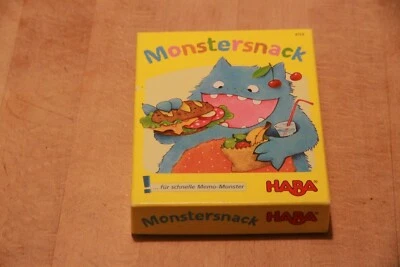 Monstersnack
! ... für schnelle Memo-Monster
HABA
Monstersnack HABA